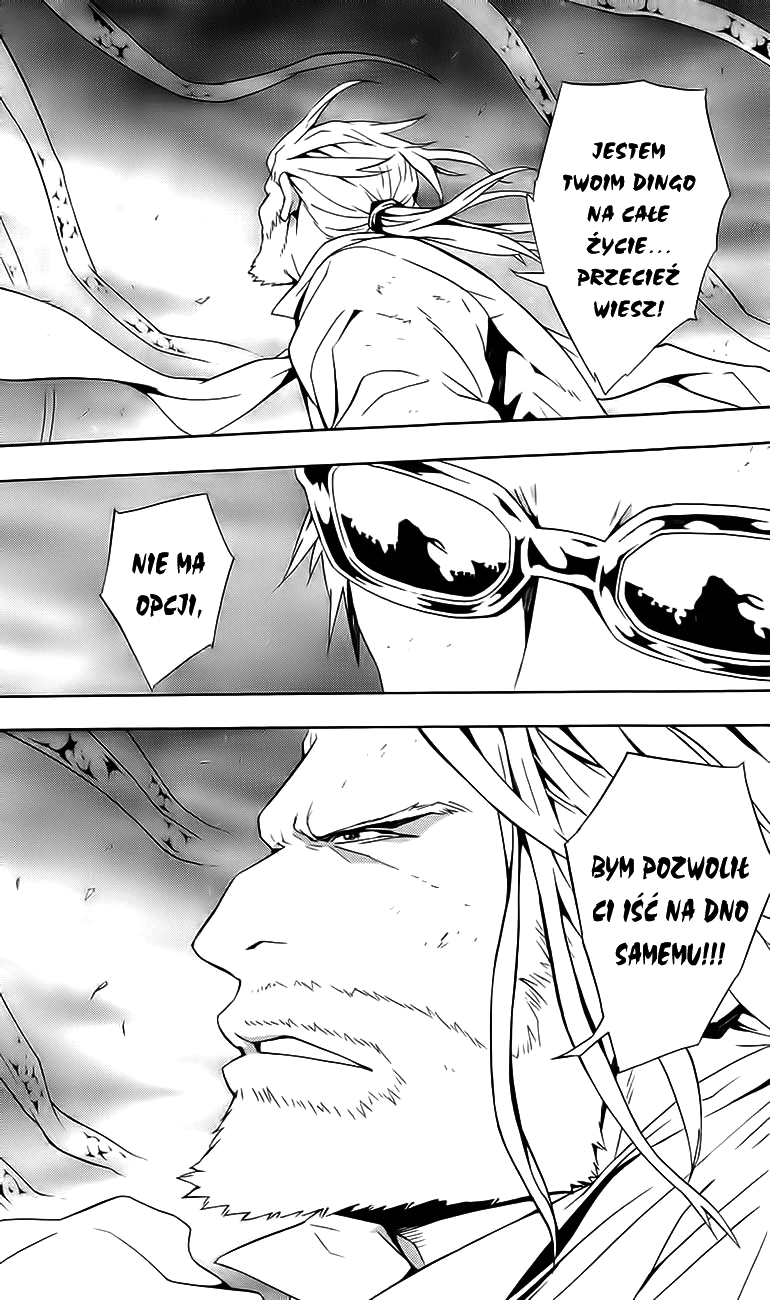 JESTEM
TWOIM DINGO
NA CAŁE
ŻYCIE...
PRZECIEŻ
WIESZ!
NIE MA
OPCJI,
BYM POZWOLIŁ
CI IŚĆ NA DNO
SAMEMU!!!